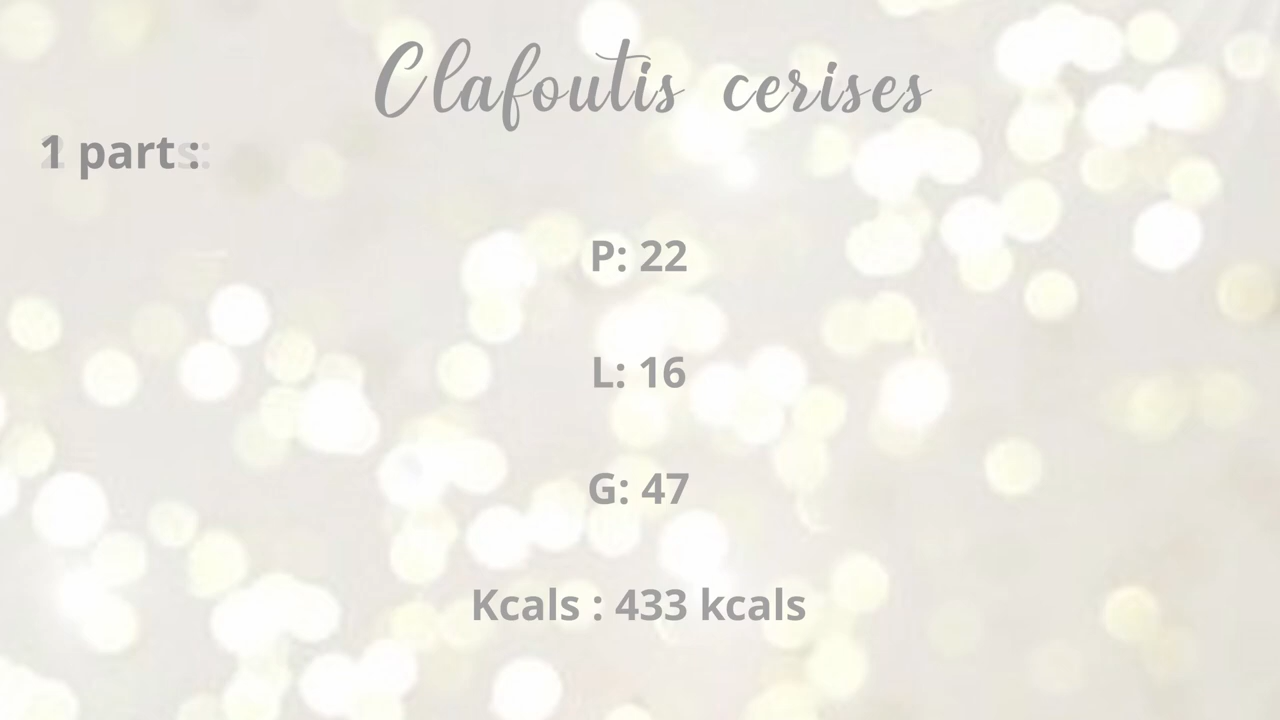 Clafoutis cerises
1 part :
P: 22
L: 16
G: 47
Kcals : 433 kcals